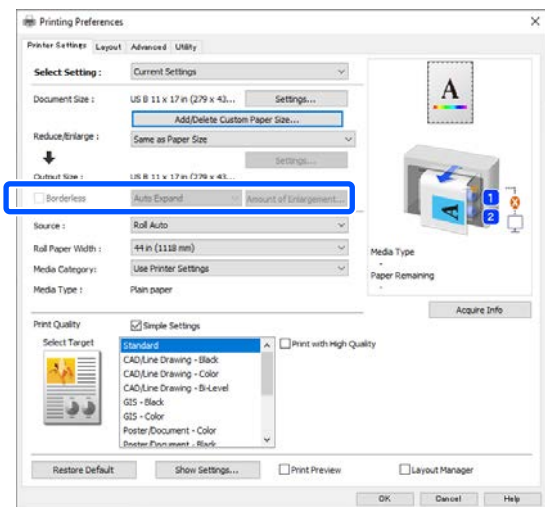 Printing Preferences
Printer Settings Layout Advanced Utility
Select Setting : Current Settings
Document Size : US B 11 x 17 in (279 x 43... Settings...
Add/Delete Custom Paper Size...
Reduce/Enlarge : Same as Paper Size
Settings...
Output Size : US B 11 x 17 in (279 x 43...
Borderless Auto Expand Amount of Enlargement...
Source : Roll Auto
Roll Paper Width : 44 in (1118 mm)
Media Category: Use Printer Settings
Media Type : Plain paper
A
A
1
2
Media Type
-
Paper Remaining
-
Acquire Info
Print Quality Simple Settings
Select Target
Standard
CAD/Line Drawing - Black
CAD/Line Drawing - Color
CAD/Line Drawing - Bi-Level
GIS - Black
GIS - Color
Poster/Document - Color
Poster/Document - Black
Print with High Quality
Restore Default Show Settings... Print Preview Layout Manager
OK Cancel Help